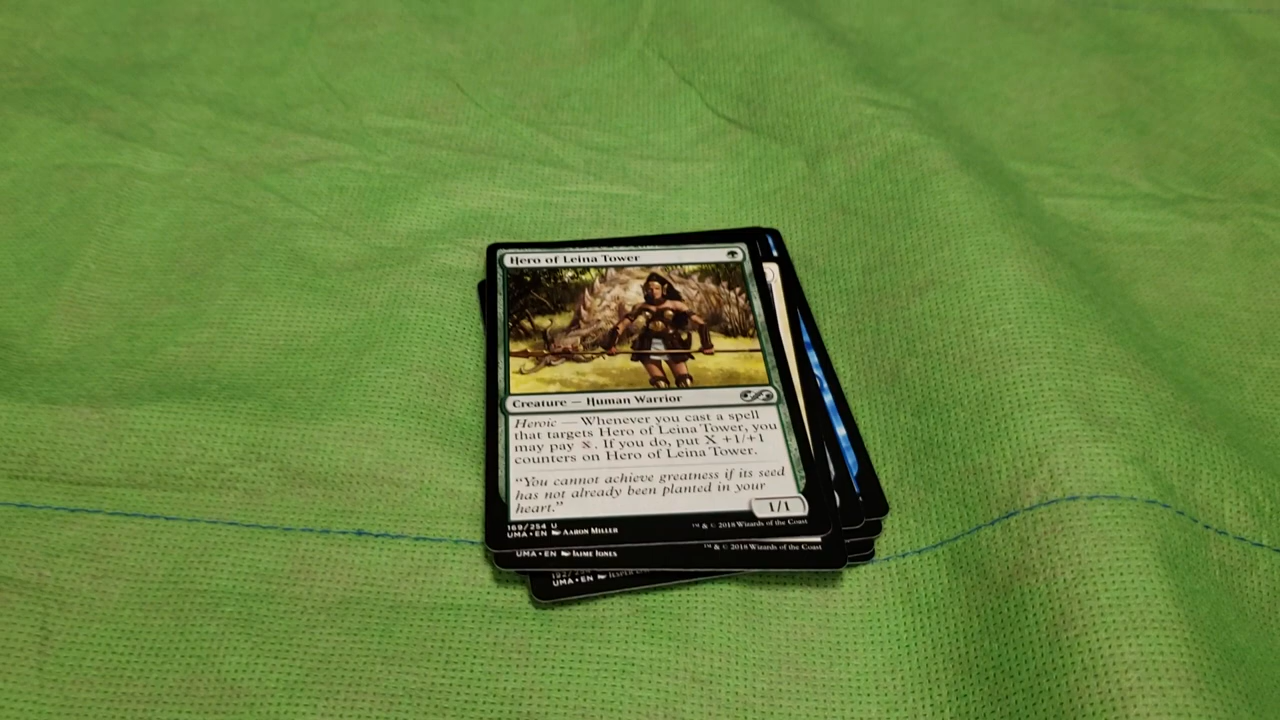 Hero of Leina Tower
Creature — Human Warrior
Heroic — Whenever you cast a spell
that targets Hero of Leina Tower, you
may pay X. If you do, put X +1/+1
counters on Hero of Leina Tower.
"You cannot achieve greatness if its seed
has not already been planted in your
heart."
1/1
169/254 U
UMA • EN AARON MILLER
™ & © 2018 Wizards of the Coast
UMA • EN JAIME JONES
™ & © 2018 Wizards of the Coast
UMA • EN JESPER